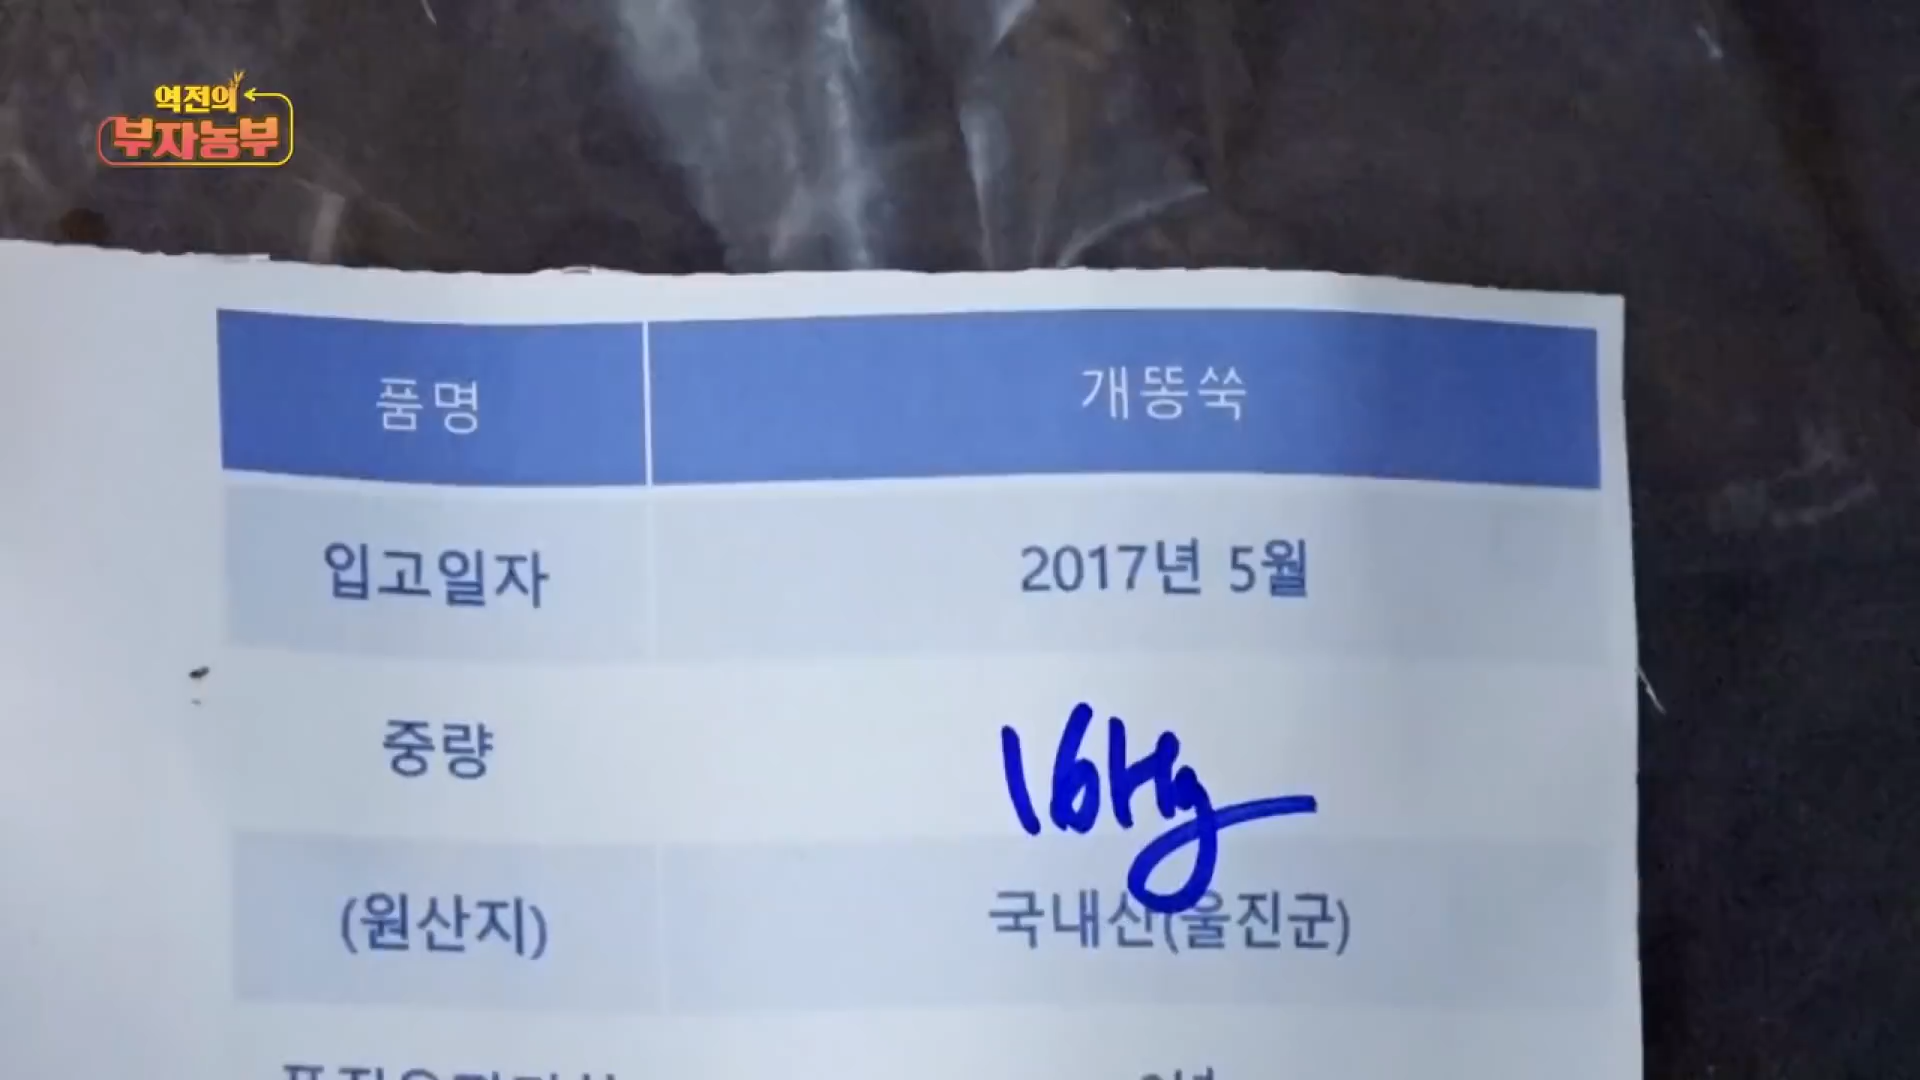 역전의
부자농부
품명 개똥쑥
입고일자 2017년 5월
중량 16Kg
(원산지) 국내산(울진군)